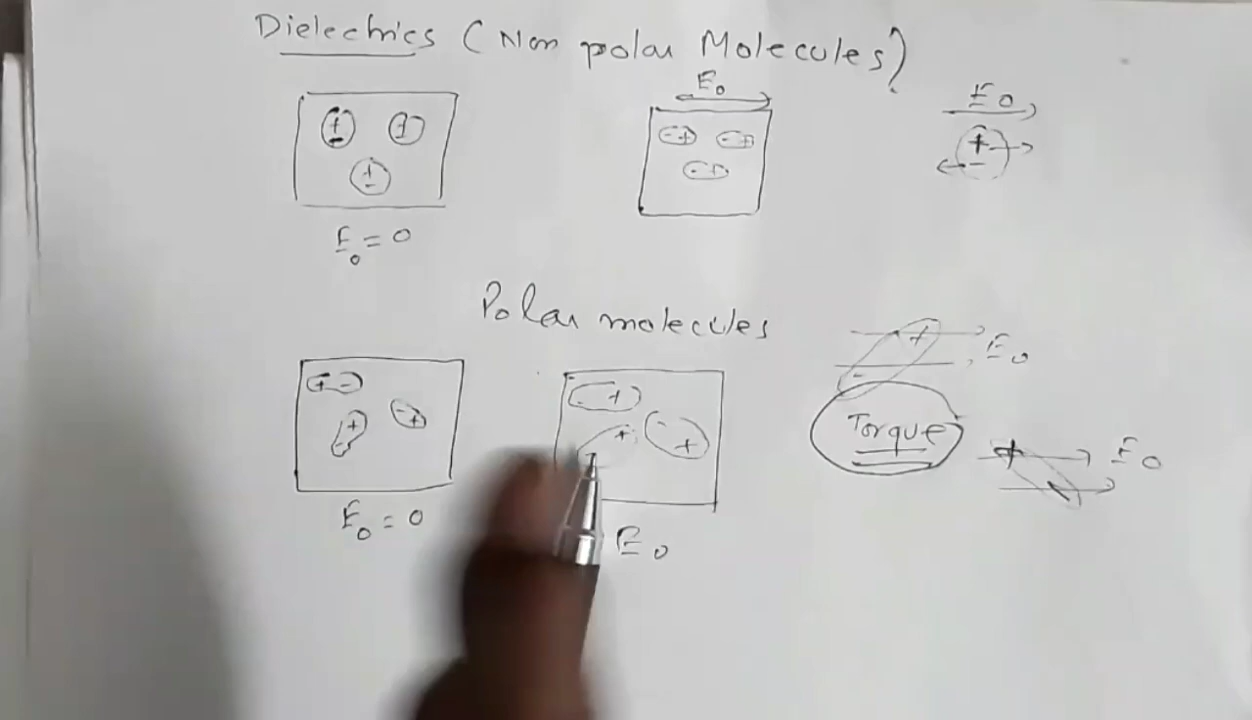 Dielectrics (Non polar Molecules)
E₀
E₀
+ - + - + -
- + - + - +
+ -
E₀ = 0
Polar molecules
+ - - + - +
- + - + - +
+ -
E₀
Torque
+ - E₀
E₀ = 0
E₀